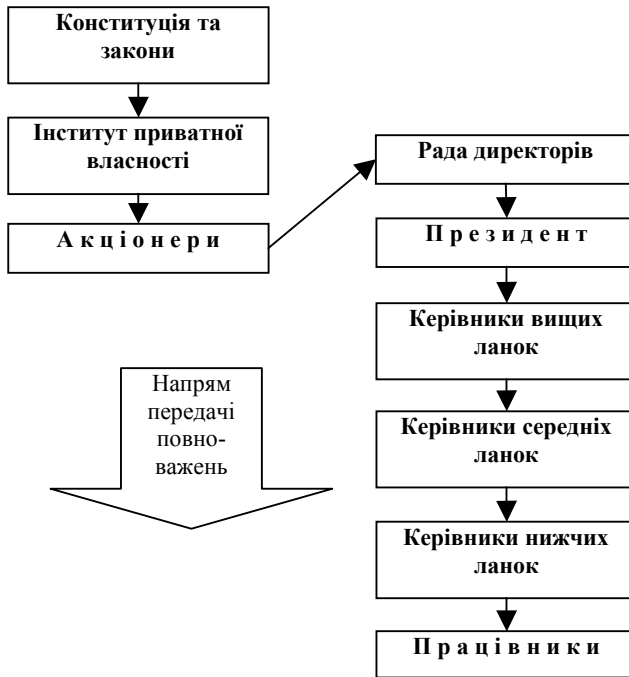 Конституція та
закони
Інститут приватної
власності
А к ц і о н е р и
Рада директорів
П р е з и д е н т
Керівники вищих
ланок
Керівники середніх
ланок
Керівники нижчих
ланок
П р а ц і в н и к и
Напрям
передачі
повно-
важень